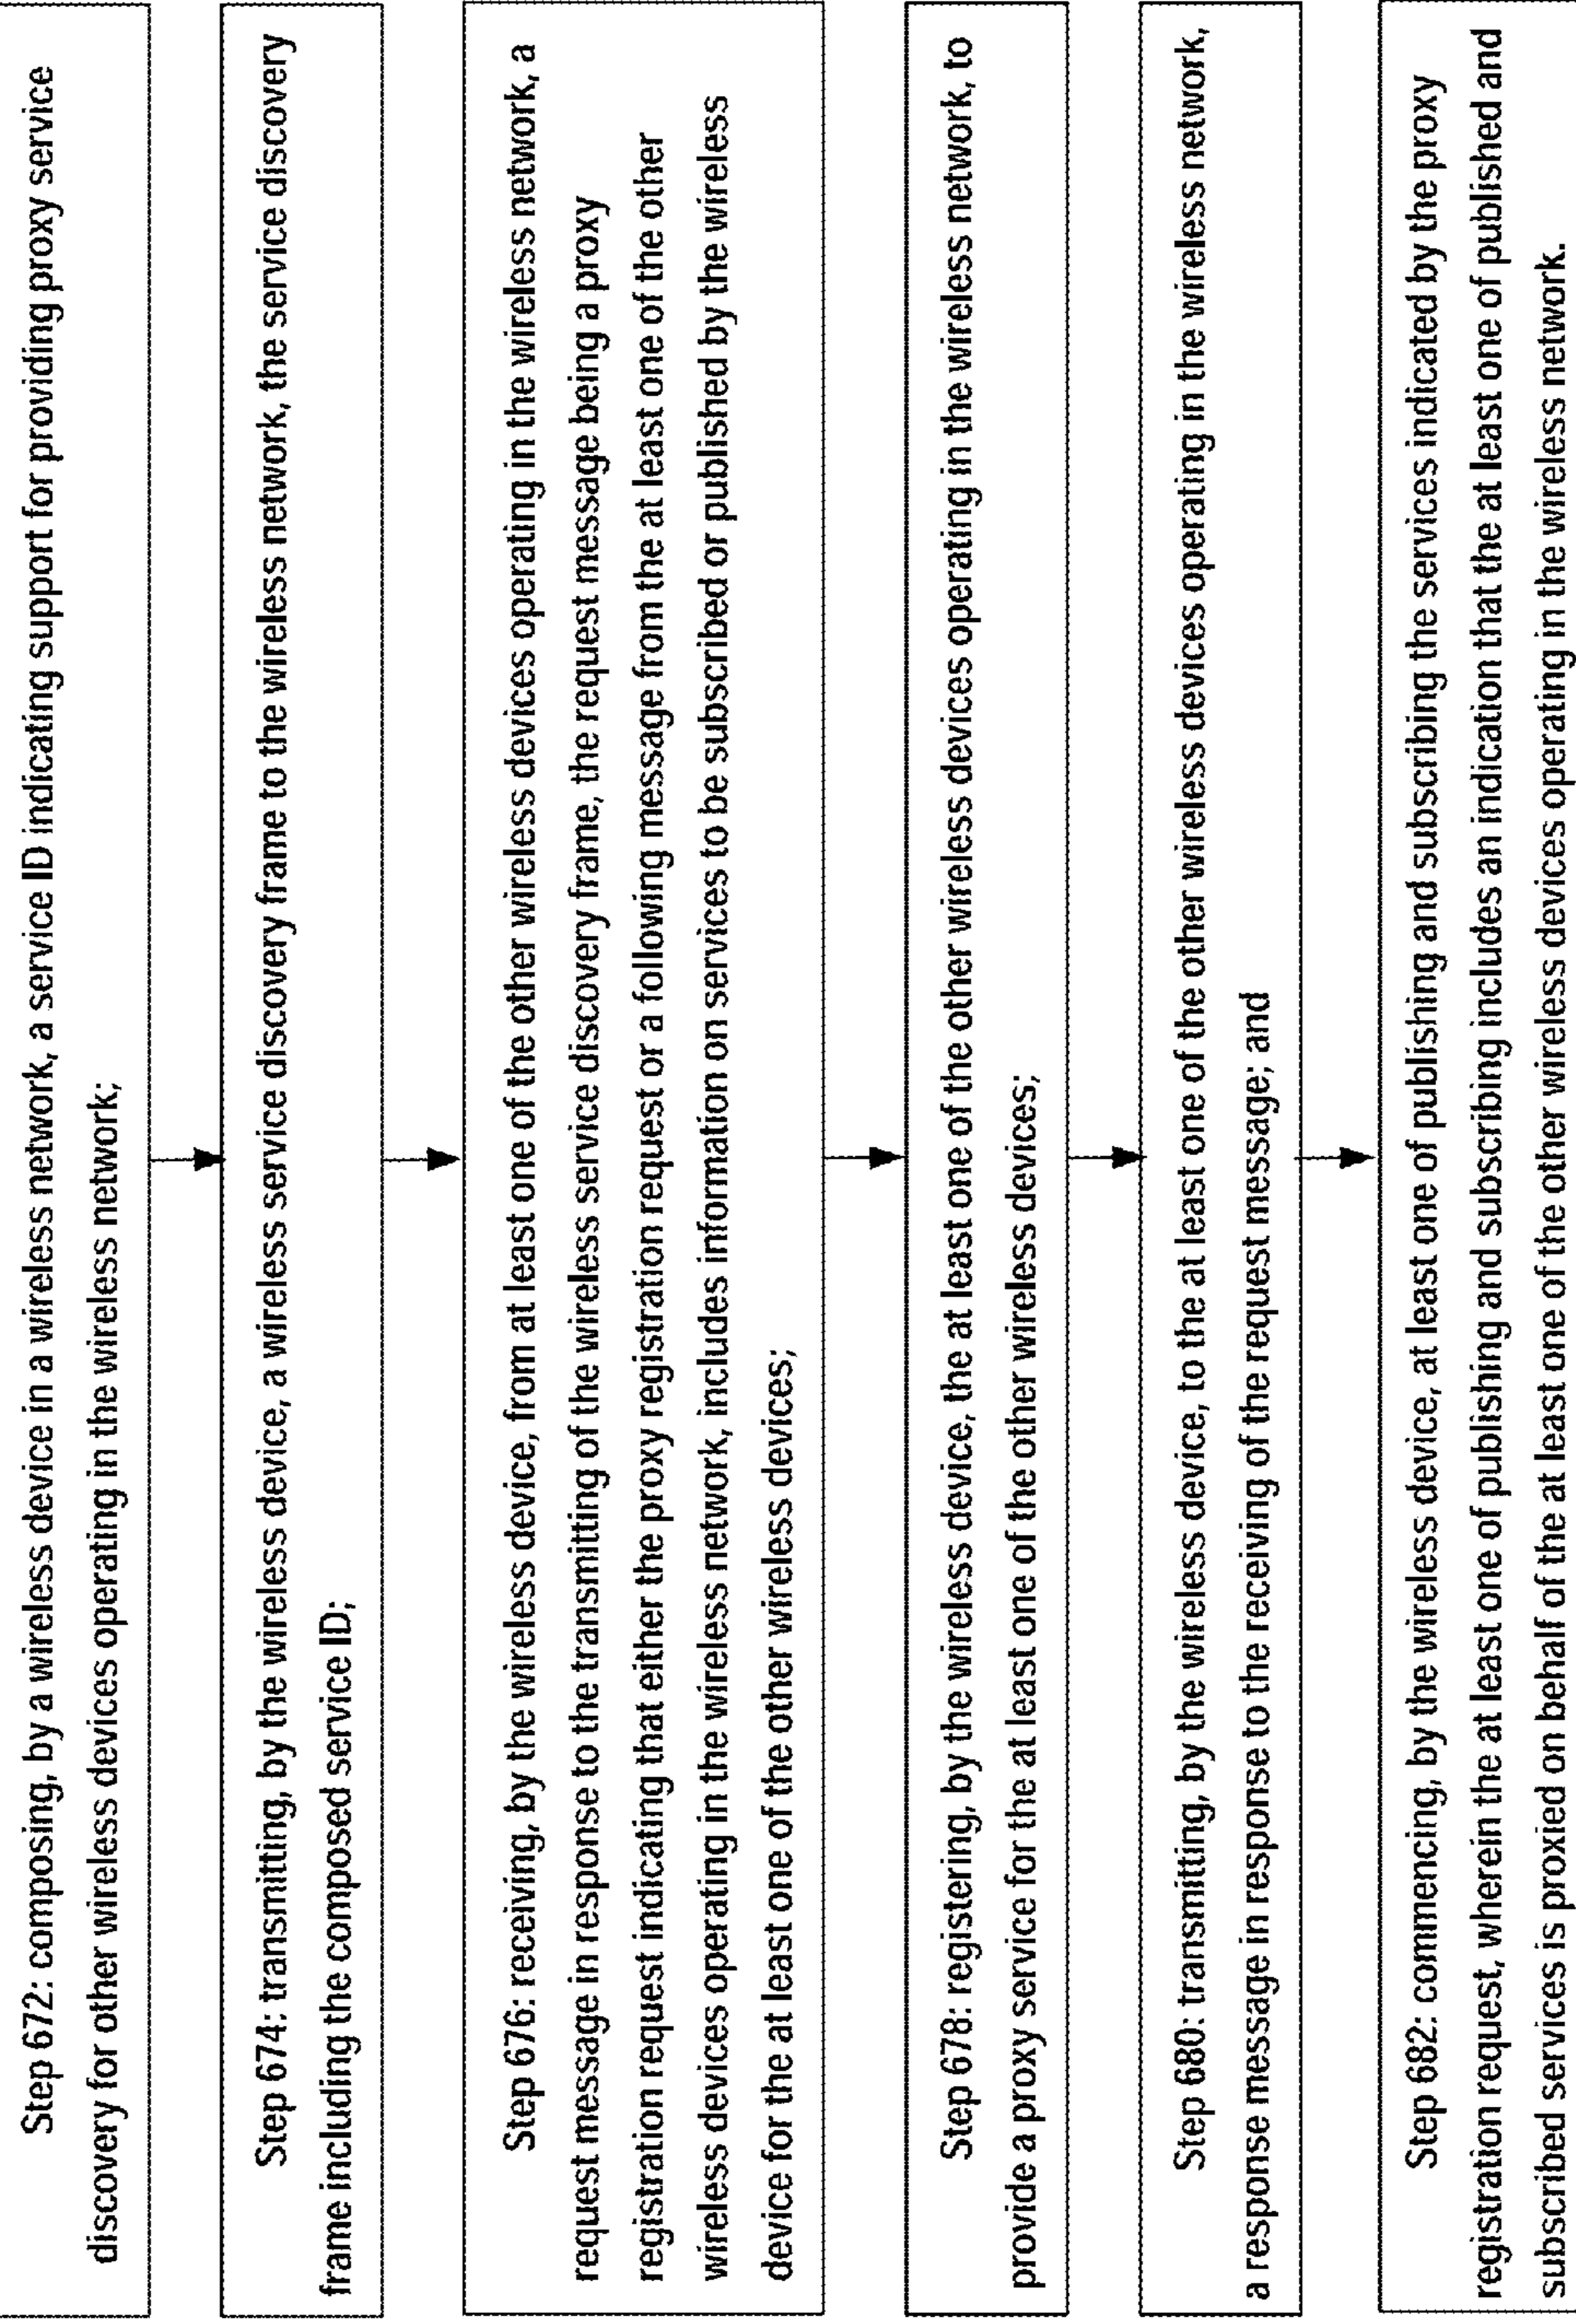 Step 672: composing, by a wireless device in a wireless network, a service ID indicating support for providing proxy service
discovery for other wireless devices operating in the wireless network;
Step 674: transmitting, by the wireless device, a wireless service discovery frame to the wireless network, the service discovery
frame including the composed service ID;
Step 676: receiving, by the wireless device, from at least one of the other wireless devices operating in the wireless network, a
request message in response to the transmitting of the wireless service discovery frame, the request message being a proxy
registration request indicating that either the proxy registration request or a following message from the at least one of the other
wireless devices operating in the wireless network, includes information on services to be subscribed or published by the wireless
device for the at least one of the other wireless devices;
Step 678: registering, by the wireless device, the at least one of the other wireless devices operating in the wireless network, to
provide a proxy service for the at least one of the other wireless devices;
Step 680: transmitting, by the wireless device, to the at least one of the other wireless devices operating in the wireless network,
a response message in response to the receiving of the request message; and
Step 682: commencing, by the wireless device, at least one of publishing and subscribing the services indicated by the proxy
registration request, wherein the at least one of publishing and subscribing includes an indication that the at least one of published and
subscribed services is proxied on behalf of the at least one of the other wireless devices operating in the wireless network.